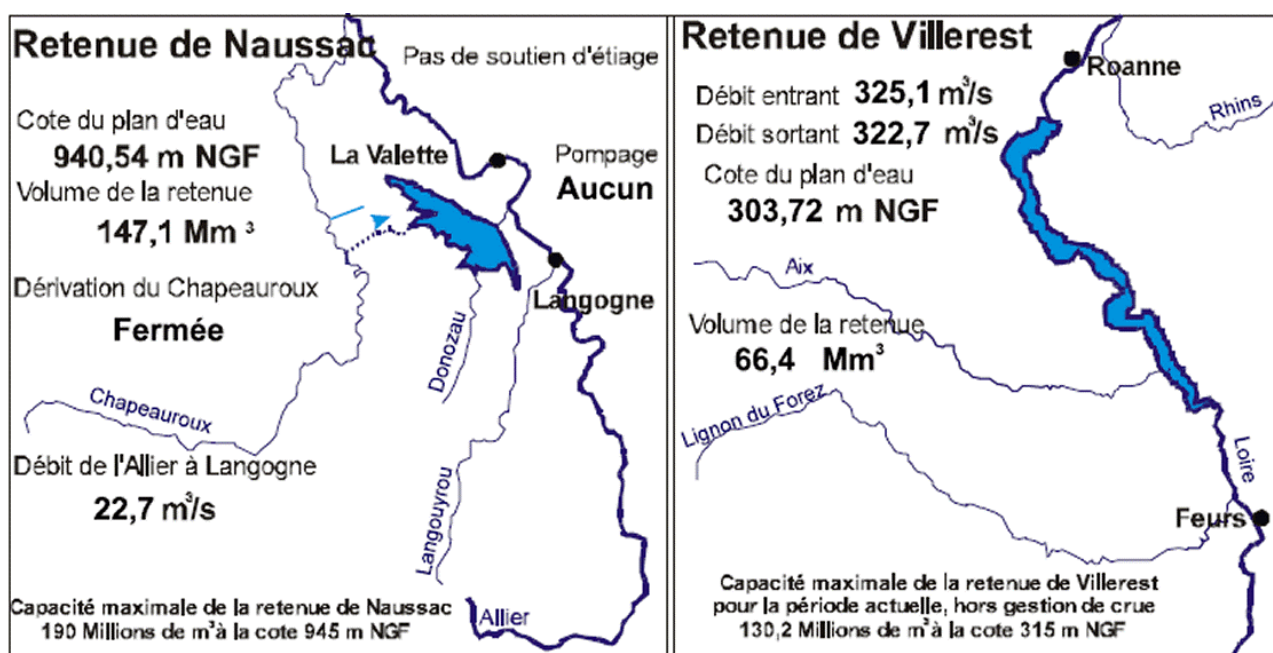 Retenue de Naussac
Pas de soutien d'étiage
Cote du plan d'eau
940,54 m NGF
La Valette
Pompage
Aucun
Volume de la retenue
147,1 Mm³
Dérivation du Chapeauroux
Fermée
Langogne
Donozau
Chapeauroux
Débit de l'Allier à Langogne
22,7 m³/s
Langouyrou
Allier
Capacité maximale de la retenue de Naussac
190 Millions de m³ à la cote 945 m NGF
Retenue de Villerest
Roanne
Débit entrant 325,1 m³/s
Rhins
Débit sortant 322,7 m³/s
Cote du plan d'eau
303,72 m NGF
Aix
Volume de la retenue
66,4 Mm³
Lignon du Forez
Loire
Feurs
Capacité maximale de la retenue de Villerest
pour la période actuelle, hors gestion de crue
130,2 Millions de m³ à la cote 315 m NGF